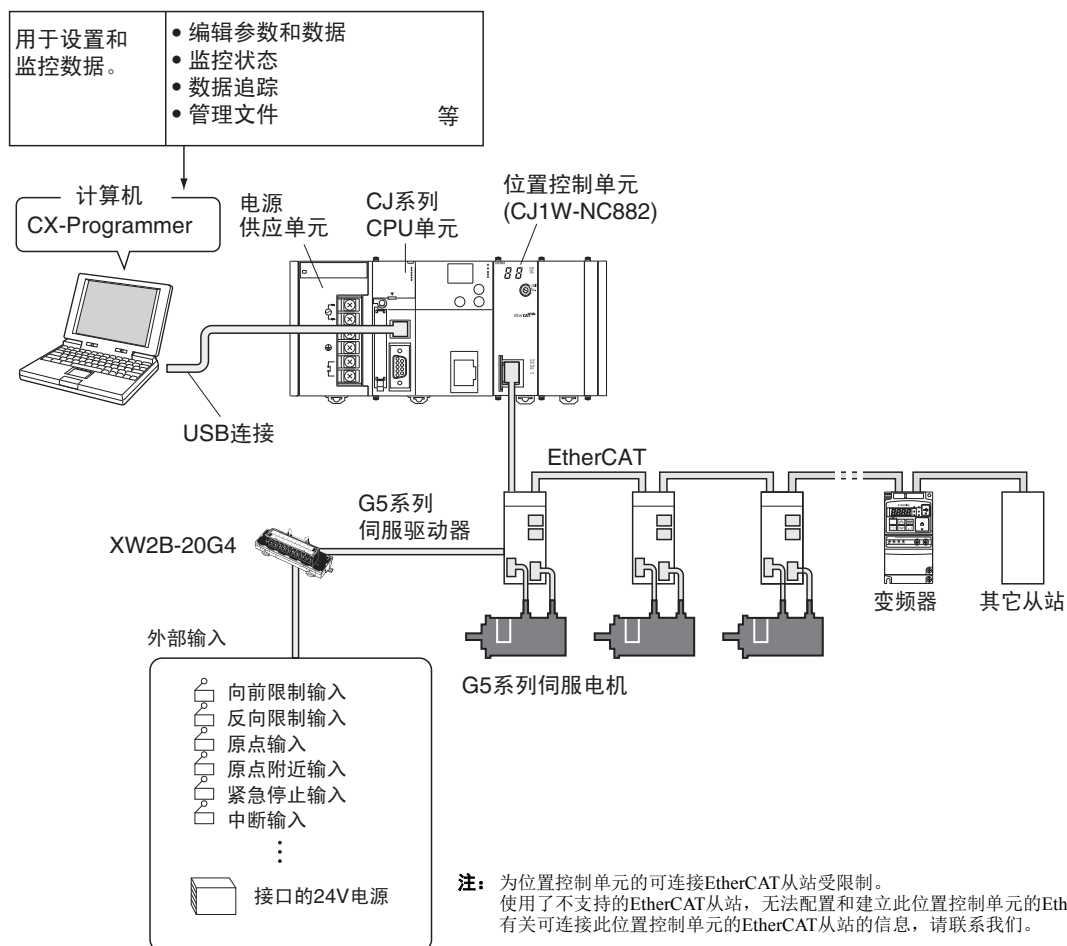 用于设置和
监控数据。
• 编辑参数和数据
• 监控状态
• 数据追踪
• 管理文件 等
计算机
CX-Programmer
电源
供应单元
CJ系列
CPU单元
位置控制单元
(CJ1W-NC882)
EtherCAT
USB连接
EtherCAT
G5系列
伺服驱动器
XW2B-20G4
变频器
其它从站
G5系列伺服电机
外部输入
向前限制输入
反向限制输入
原点输入
原点附近输入
紧急停止输入
中断输入
接口的24V电源
注： 为位置控制单元的可连接EtherCAT从站受限制。
使用了不支持的EtherCAT从站，无法配置和建立此位置控制单元的Eth
有关可连接此位置控制单元的EtherCAT从站的信息，请联系我们。